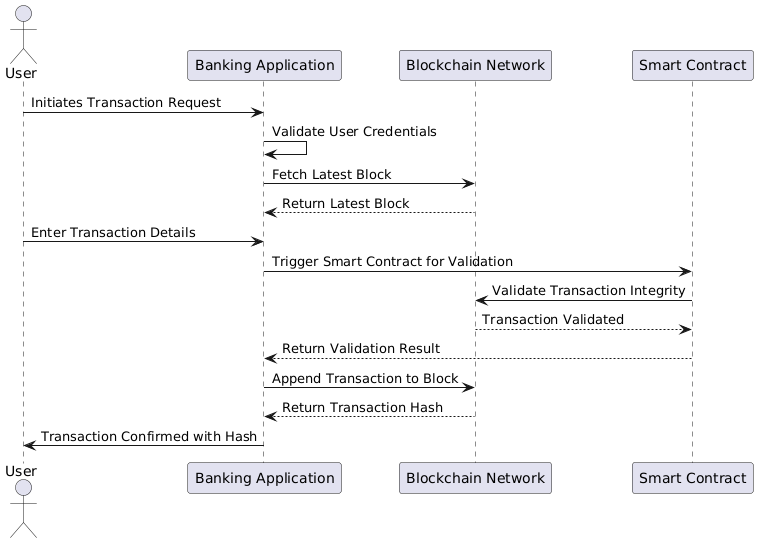 User
Banking Application
Blockchain Network
Smart Contract
Initiates Transaction Request
Validate User Credentials
Fetch Latest Block
Return Latest Block
Enter Transaction Details
Trigger Smart Contract for Validation
Validate Transaction Integrity
Transaction Validated
Return Validation Result
Append Transaction to Block
Return Transaction Hash
Transaction Confirmed with Hash
User
Banking Application
Blockchain Network
Smart Contract